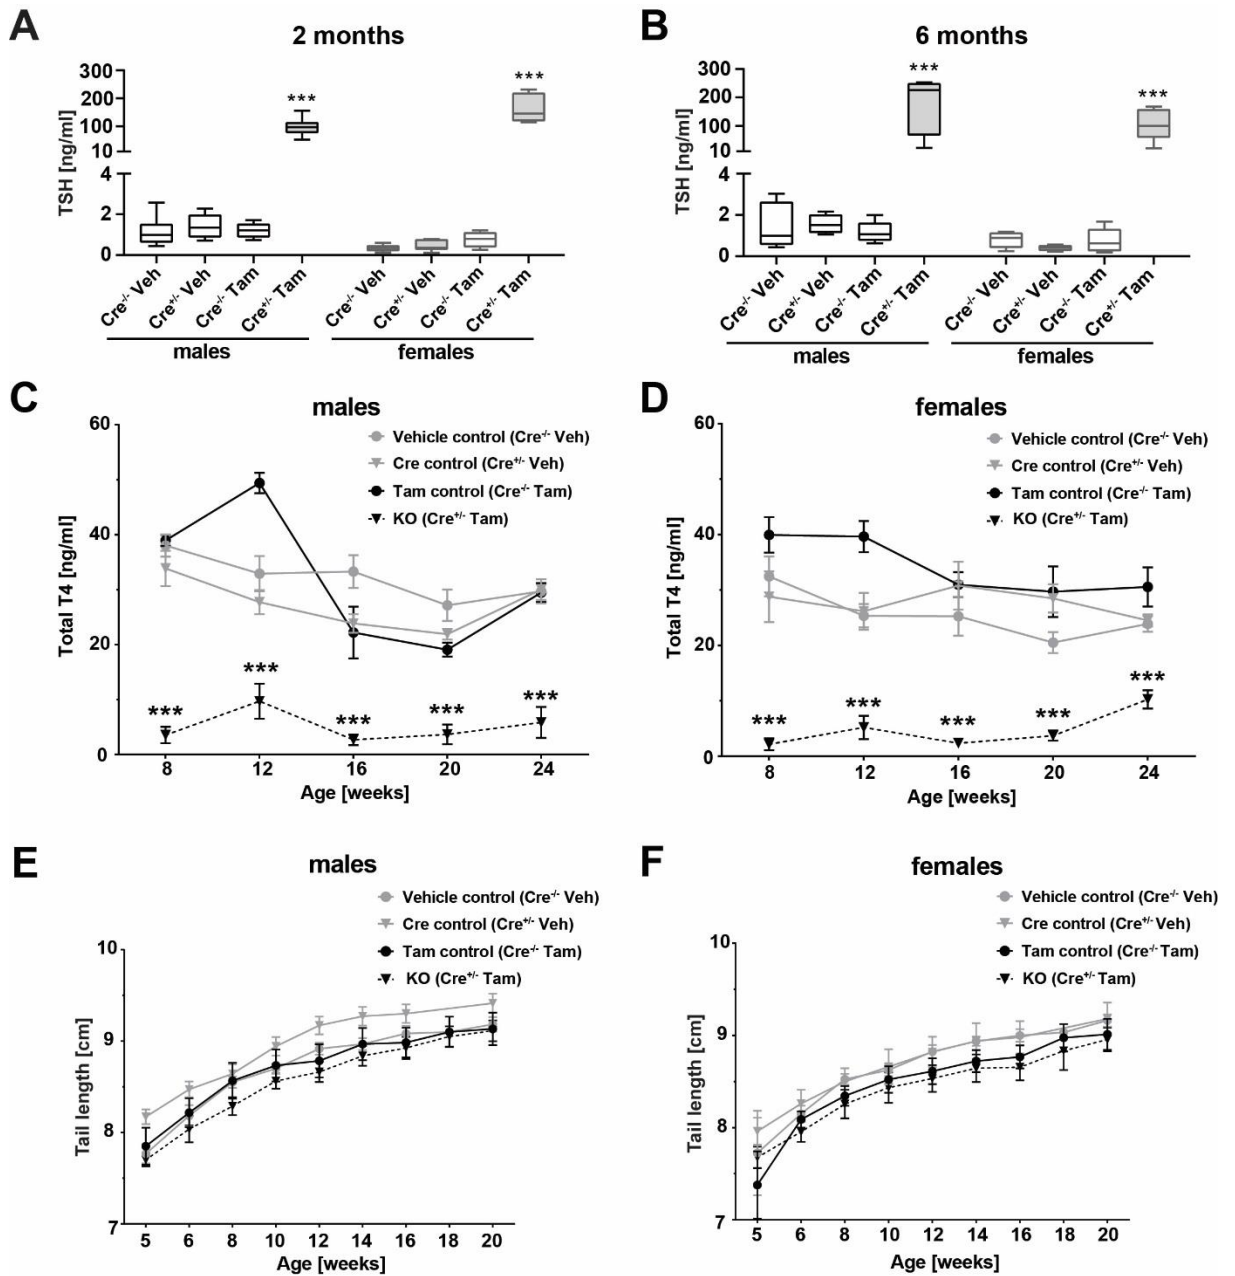 A
2 months
TSH [ng/ml]
300
200
100
10
4
2
0
***
***
Cre-/- Veh
Cre+/- Veh
Cre-/- Tam
Cre+/- Tam
Cre-/- Veh
Cre+/- Veh
Cre-/- Tam
Cre+/- Tam
males
females
B
6 months
TSH [ng/ml]
300
200
100
10
4
2
0
***
***
Cre-/- Veh
Cre+/- Veh
Cre-/- Tam
Cre+/- Tam
Cre-/- Veh
Cre+/- Veh
Cre-/- Tam
Cre+/- Tam
males
females
C
males
Vehicle control (Cre-/- Veh)
Cre control (Cre+/- Veh)
Tam control (Cre-/- Tam)
KO (Cre+/- Tam)
Total T4 [ng/ml]
60
40
20
0
***
***
***
***
***
8 12 16 20 24
Age [weeks]
D
females
Vehicle control (Cre-/- Veh)
Cre control (Cre+/- Veh)
Tam control (Cre-/- Tam)
KO (Cre+/- Tam)
Total T4 [ng/ml]
60
40
20
0
***
***
***
***
***
8 12 16 20 24
Age [weeks]
E
males
Vehicle control (Cre-/- Veh)
Cre control (Cre+/- Veh)
Tam control (Cre-/- Tam)
KO (Cre+/- Tam)
Tail length [cm]
10
9
8
7
5 6 8 10 12 14 16 18 20
Age [weeks]
F
females
Vehicle control (Cre-/- Veh)
Cre control (Cre+/- Veh)
Tam control (Cre-/- Tam)
KO (Cre+/- Tam)
Tail length [cm]
10
9
8
7
5 6 8 10 12 14 16 18 20
Age [weeks]